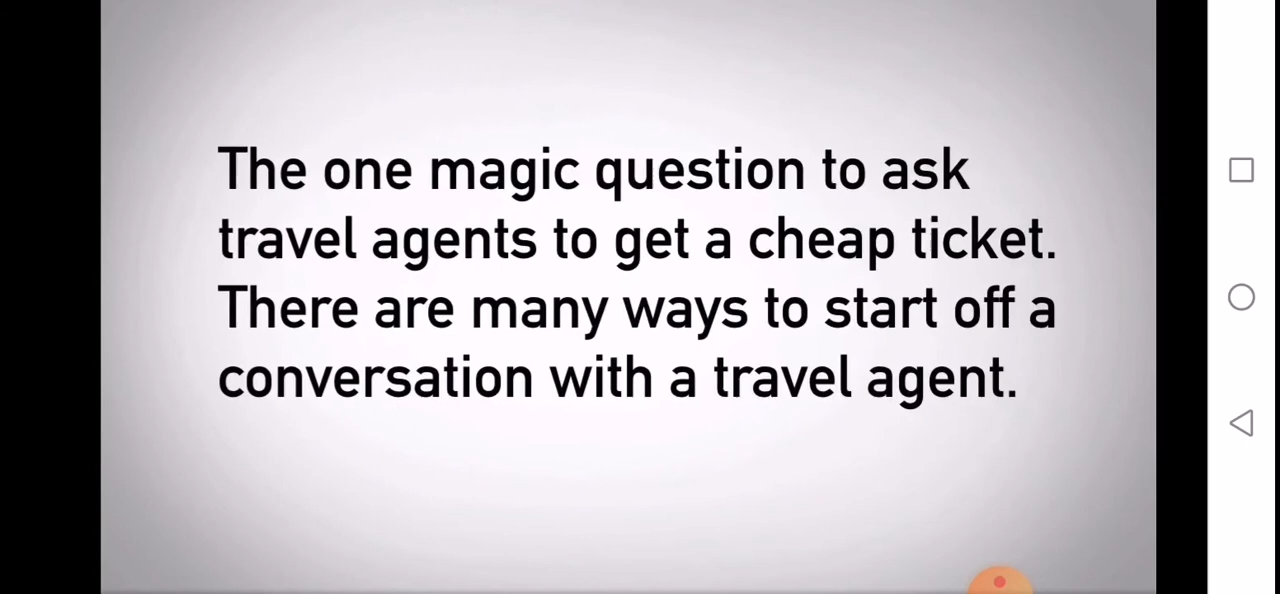 The one magic question to ask
travel agents to get a cheap ticket.
There are many ways to start off a
conversation with a travel agent.